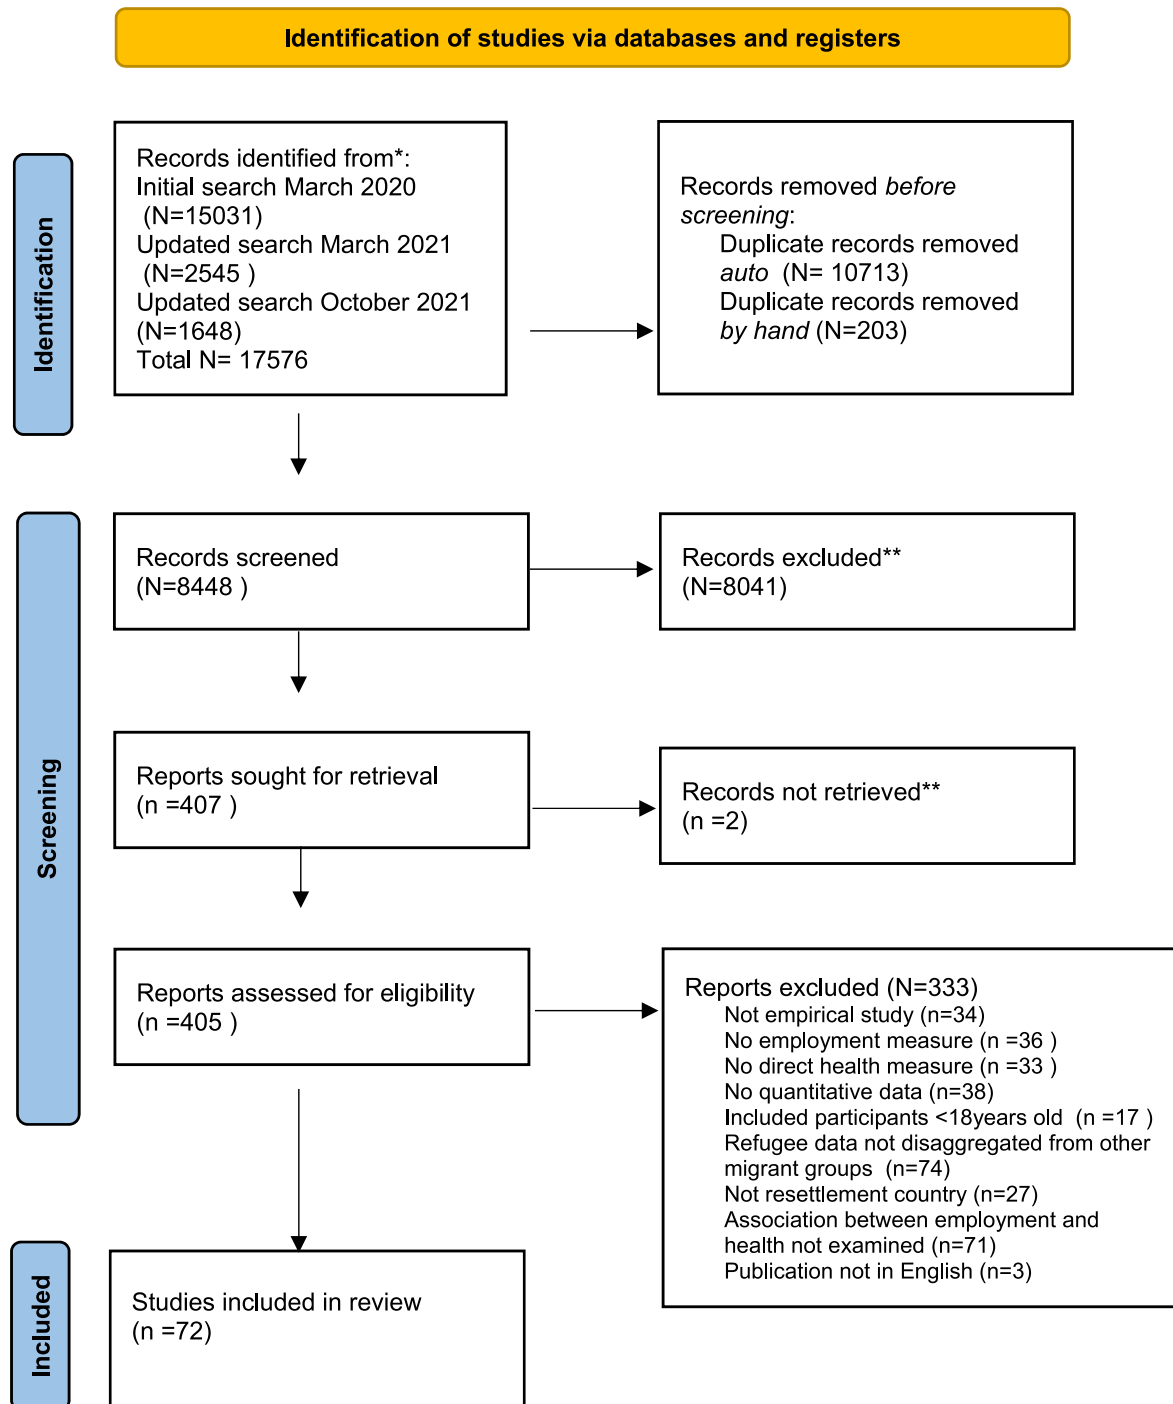 Identification of studies via databases and registers
Identification
Records identified from*:
Initial search March 2020
(N=15031)
Updated search March 2021
(N=2545 )
Updated search October 2021
(N=1648)
Total N= 17576
Records removed before
screening:
Duplicate records removed
auto (N= 10713)
Duplicate records removed
by hand (N=203)
Screening
Records screened
(N=8448 )
Records excluded**
(N=8041)
Reports sought for retrieval
(n =407 )
Records not retrieved**
(n =2)
Reports assessed for eligibility
(n =405 )
Reports excluded (N=333)
Not empirical study (n=34)
No employment measure (n =36 )
No direct health measure (n =33 )
No quantitative data (n=38)
Included participants <18years old (n =17 )
Refugee data not disaggregated from other
migrant groups (n=74)
Not resettlement country (n=27)
Association between employment and
health not examined (n=71)
Publication not in English (n=3)
Included
Studies included in review
(n =72)